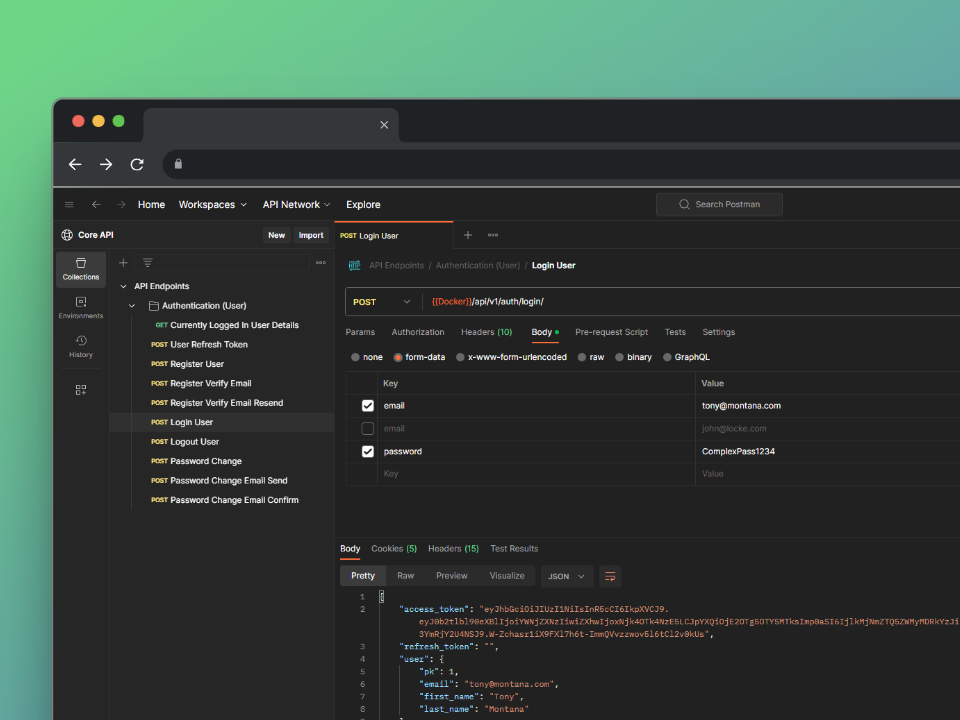 Home Workspaces API Network Explore Search Postman
Core API New Import POST Login User
Collections
Environments
History
API Endpoints
Authentication (User)
GET Currently Logged In User Details
POST User Refresh Token
POST Register User
POST Register Verify Email
POST Register Verify Email Resend
POST Login User
POST Logout User
POST Password Change
POST Password Change Email Send
POST Password Change Email Confirm
API Endpoints / Authentication (User) / Login User
POST {{Docker}}/api/v1/auth/login/
Params Authorization Headers (10) Body Pre-request Script Tests Settings
none form-data x-www-form-urlencoded raw binary GraphQL
Key Value
email tony@montana.com
email john@locke.com
password ComplexPass1234
Key Value
Body Cookies (5) Headers (15) Test Results
Pretty Raw Preview Visualize JSON
1 {
2 "access_token": "eyJhbGciOiJIUzI1NiIsInR5cCI6IkpXVCJ9.
3 "refresh_token": "",
4 "user": {
5 "pk": 1,
6 "email": "tony@montana.com",
7 "first_name": "Tony",
8 "last_name": "Montana"